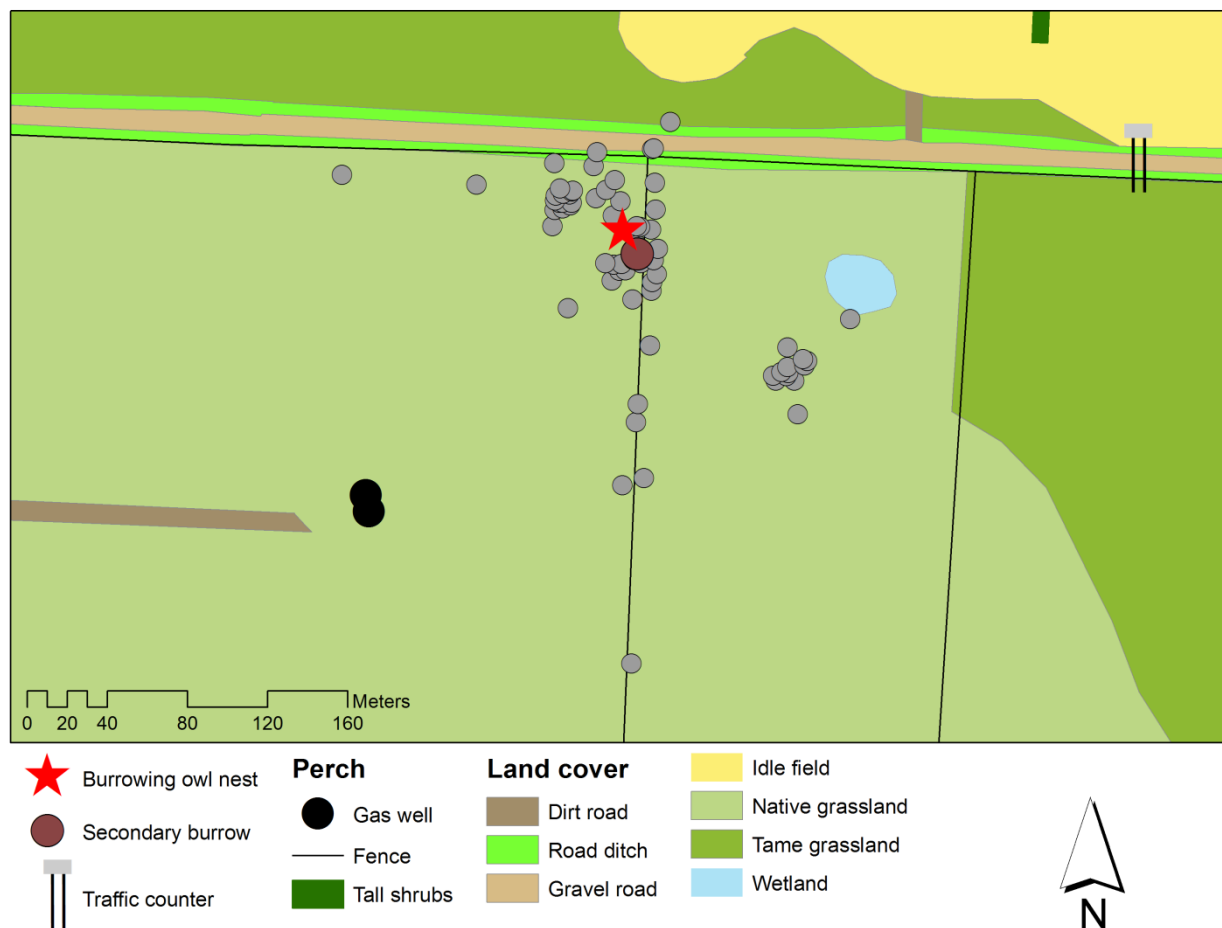 Meters
0 20 40 80 120 160
Burrowing owl nest
Secondary burrow
Traffic counter
Perch
Gas well
Fence
Tall shrubs
Land cover
Dirt road
Road ditch
Gravel road
Idle field
Native grassland
Tame grassland
Wetland
N